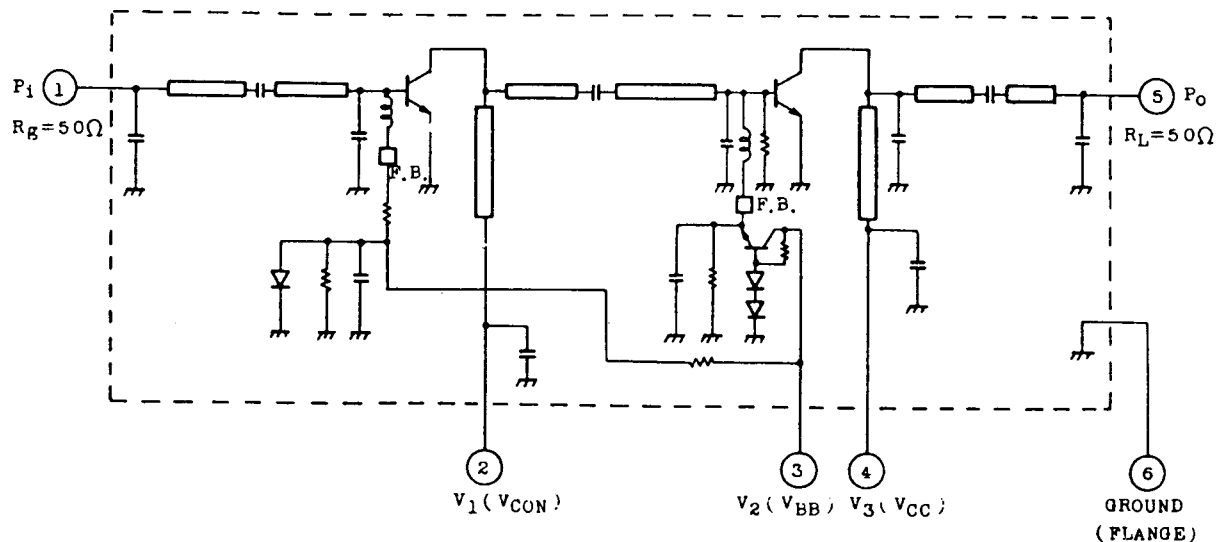 Pi 1
Rg=50Ω
F.B.
F.B.
5 Po
RL=50Ω
2
V1(VCON)
3
V2(VBB)
4
V3(VCC)
6
GROUND
(FLANGE)